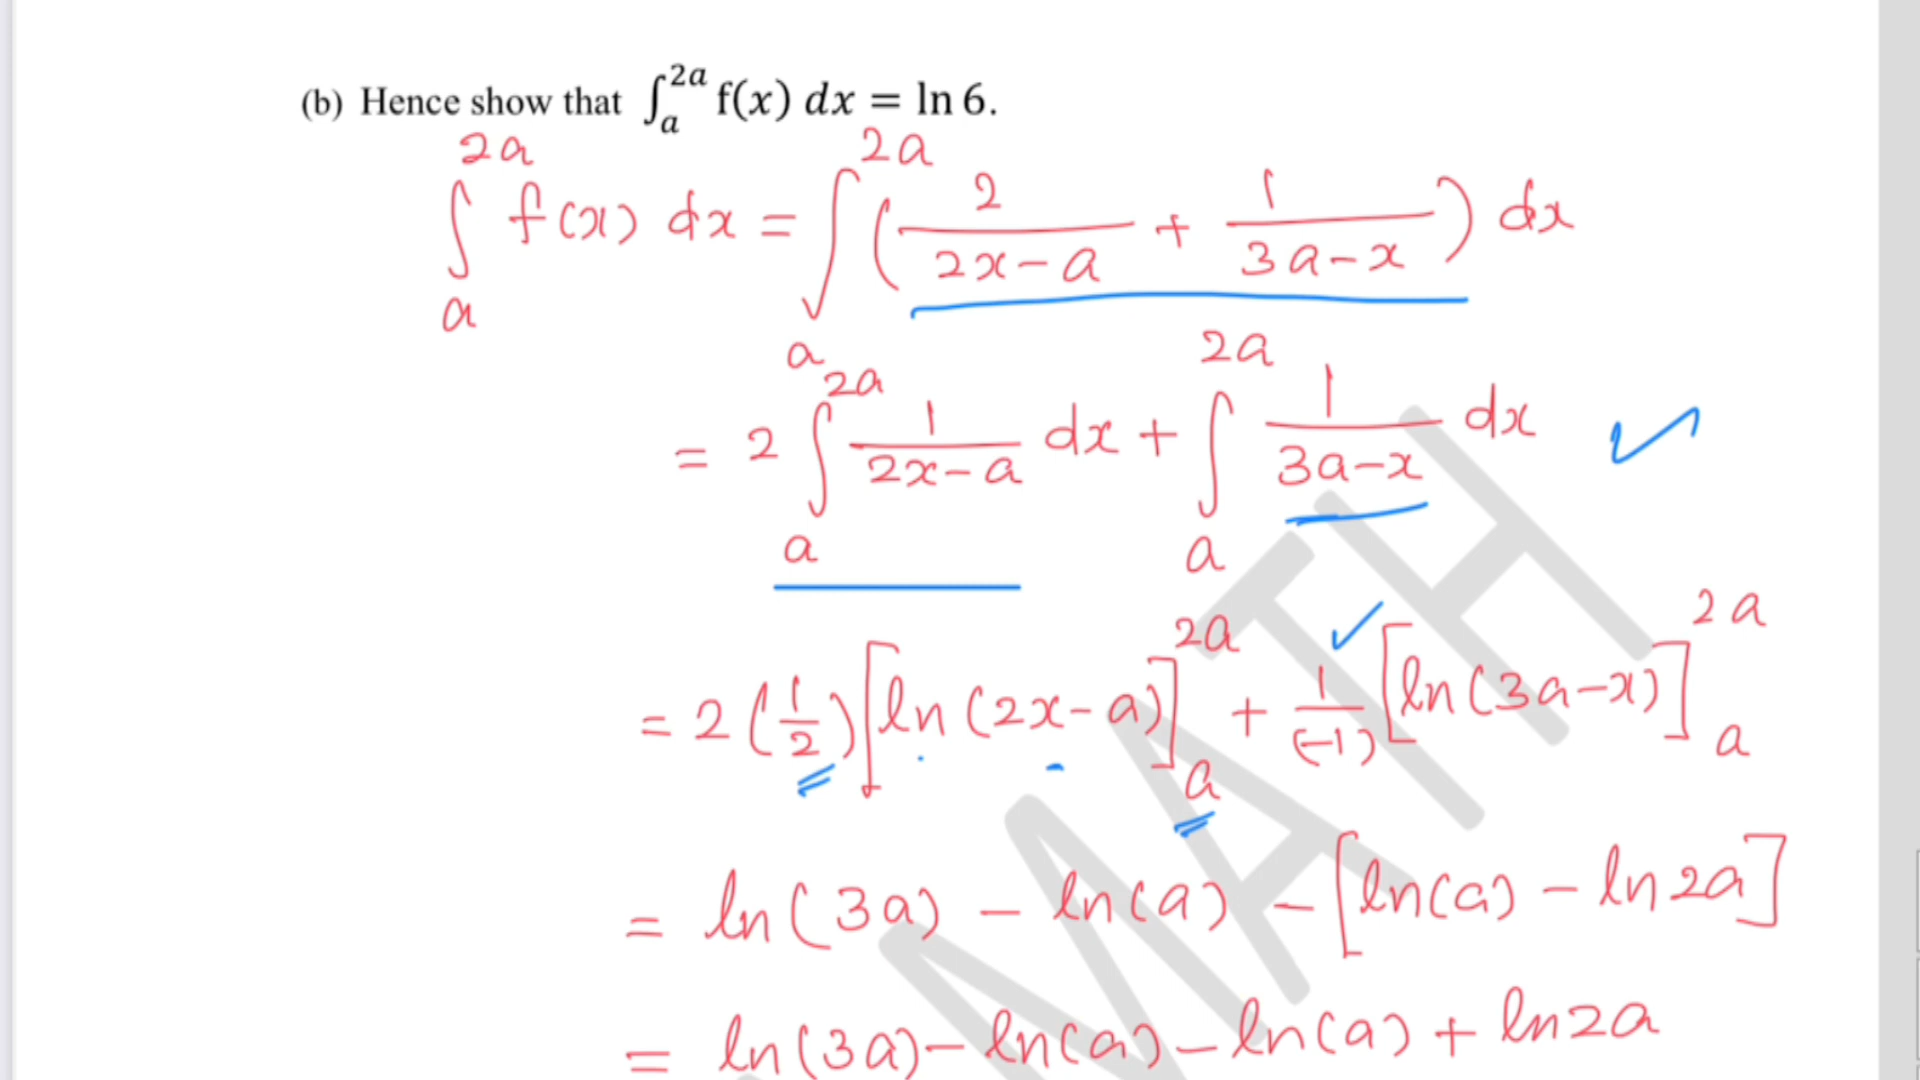 (b) Hence show that ∫_a^{2a} f(x) dx = ln 6.
∫_a^{2a} f(x) dx = ∫_a^{2a} ( 2/(2x-a) + 1/(3a-x) ) dx
= 2 ∫_a^{2a} 1/(2x-a) dx + ∫_a^{2a} 1/(3a-x) dx
= 2 (1/2) [ln (2x-a)]_a^{2a} + 1/(-1) [ln (3a-x)]_a^{2a}
= ln (3a) - ln (a) - [ln(a) - ln 2a]
= ln (3a) - ln(a) - ln(a) + ln 2a
MATH